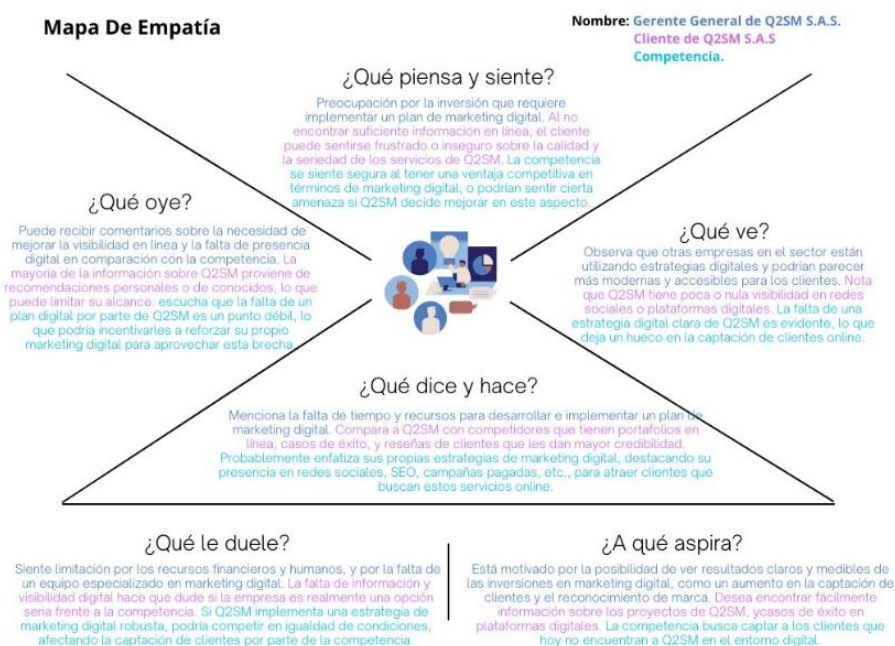 Mapa De Empatía
Nombre: Gerente General de Q2SM S.A.S.
Cliente de Q2SM S.A.S
Competencia.
¿Qué piensa y siente?
Preocupación por la inversión que requiere
implementar un plan de marketing digital. Al no
encontrar suficiente información en línea, el cliente
puede sentirse frustrado o inseguro sobre la calidad y
la seriedad de los servicios de Q2SM. La competencia
se siente segura al tener una ventaja competitiva en
términos de marketing digital, o podrían sentir cierta
amenaza si Q2SM decide mejorar en este aspecto.
¿Qué oye?
Puede recibir comentarios sobre la necesidad de
mejorar la visibilidad en línea y la falta de presencia
digital en comparación con la competencia. La
mayoría de la información sobre Q2SM proviene de
recomendaciones personales o de conocidos, lo que
puede limitar su alcance. escucha que la falta de un
plan digital por parte de Q2SM es un punto débil, lo
que podría incentivarles a reforzar su propio
marketing digital para aprovechar esta brecha.
¿Qué ve?
Observa que otras empresas en el sector están
utilizando estrategias digitales y podrían parecer
más modernas y accesibles para los clientes. Nota
que Q2SM tiene poca o nula visibilidad en redes
sociales o plataformas digitales. La falta de una
estrategia digital clara de Q2SM es evidente, lo que
deja un hueco en la captación de clientes online.
¿Qué dice y hace?
Menciona la falta de tiempo y recursos para desarrollar e implementar un plan de
marketing digital. Compara a Q2SM con competidores que tienen portafolios en
línea, casos de éxito, y reseñas de clientes que les dan mayor credibilidad.
Probablemente enfatiza sus propias estrategias de marketing digital, destacando su
presencia en redes sociales, SEO, campañas pagadas, etc., para atraer clientes que
buscan estos servicios online.
¿Qué le duele?
Siente limitación por los recursos financieros y humanos, y por la falta de
un equipo especializado en marketing digital. La falta de información y
visibilidad digital hace que dude si la empresa es realmente una opción
seria frente a la competencia. Si Q2SM implementa una estrategia de
marketing digital robusta, podría competir en igualdad de condiciones,
afectando la captación de clientes por parte de la competencia.
¿A qué aspira?
Está motivado por la posibilidad de ver resultados claros y medibles de
las inversiones en marketing digital, como un aumento en la captación de
clientes y el reconocimiento de marca. Desea encontrar fácilmente
información sobre los proyectos de Q2SM, ycasos de éxito en
plataformas digitales. La competencia busca captar a los clientes que
hoy no encuentran a Q2SM en el entorno digital.